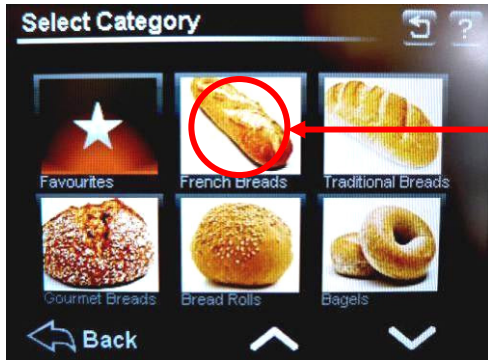 Select Category
?
Favourites
French Breads
Traditional Breads
Gourmet Breads
Bread Rolls
Bagels
Back